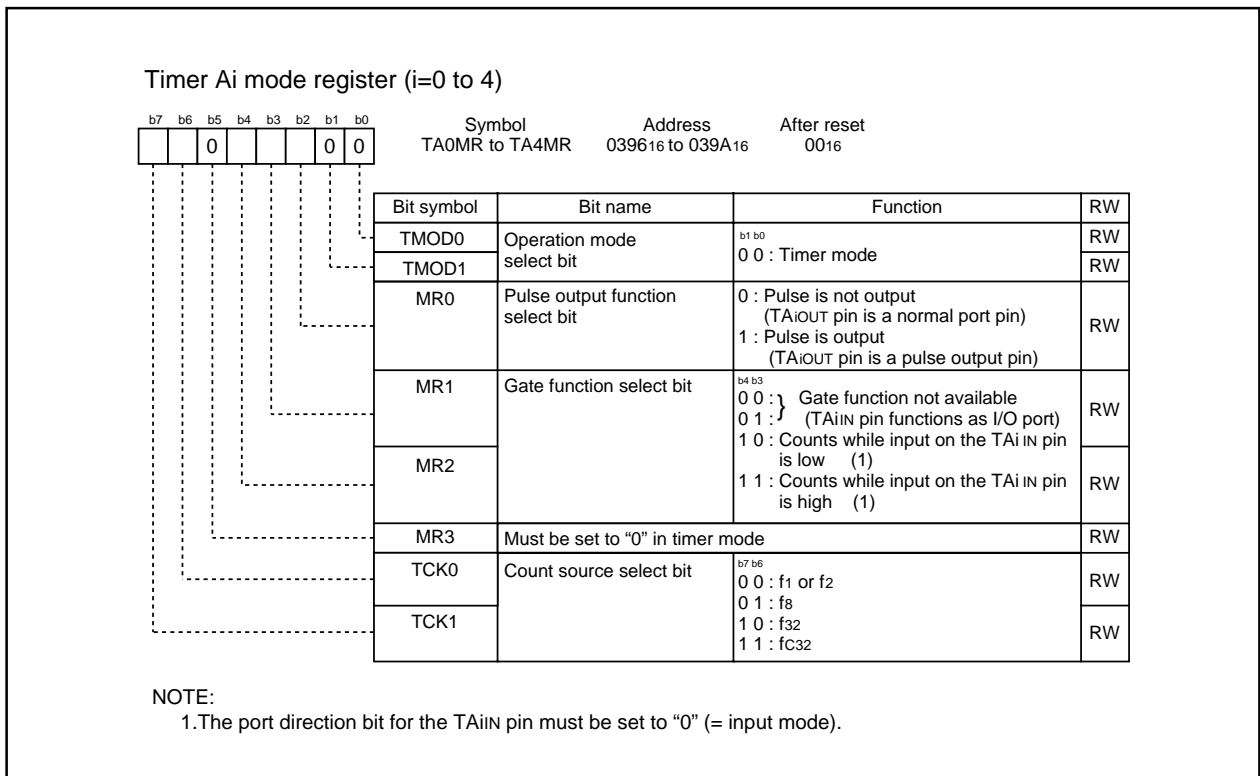 Timer Ai mode register (i=0 to 4)
b7 b6 b5 b4 b3 b2 b1 b0
0 0 0
Symbol Address After reset
TA0MR to TA4MR 039616 to 039A16 0016
Bit symbol Bit name Function RW
TMOD0 Operation mode select bit b1 b0 RW
TMOD1 0 0 : Timer mode RW
MR0 Pulse output function select bit 0 : Pulse is not output RW
(TAiOUT pin is a normal port pin)
1 : Pulse is output
(TAiOUT pin is a pulse output pin)
MR1 Gate function select bit b4 b3 RW
0 0 : } Gate function not available
0 1 : (TAiIN pin functions as I/O port)
1 0 : Counts while input on the TAi IN pin
is low (1)
MR2 1 1 : Counts while input on the TAi IN pin RW
is high (1)
MR3 Must be set to “0” in timer mode RW
TCK0 Count source select bit b7 b6 RW
0 0 : f1 or f2
0 1 : f8
TCK1 1 0 : f32 RW
1 1 : fC32
NOTE:
1.The port direction bit for the TAiIN pin must be set to “0” (= input mode).